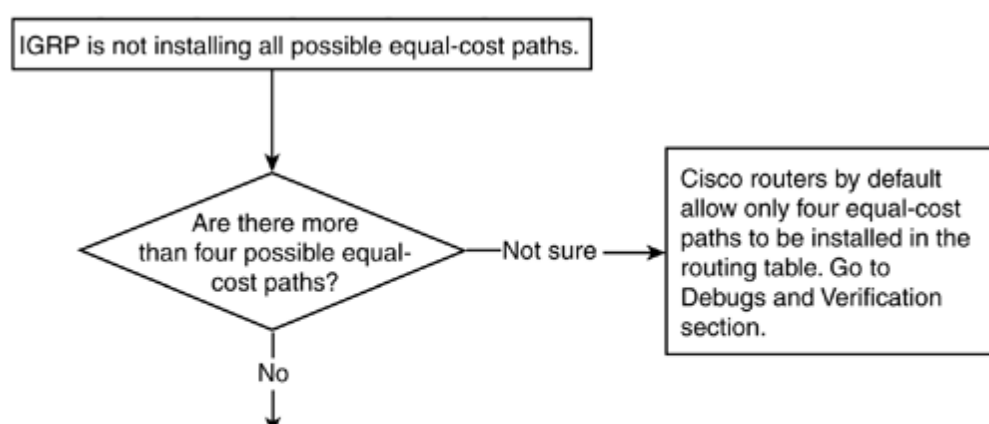 IGRP is not installing all possible equal-cost paths.
Are there more
than four possible equal-
cost paths?
Not sure
Cisco routers by default
allow only four equal-cost
paths to be installed in the
routing table. Go to
Debugs and Verification
section.
No